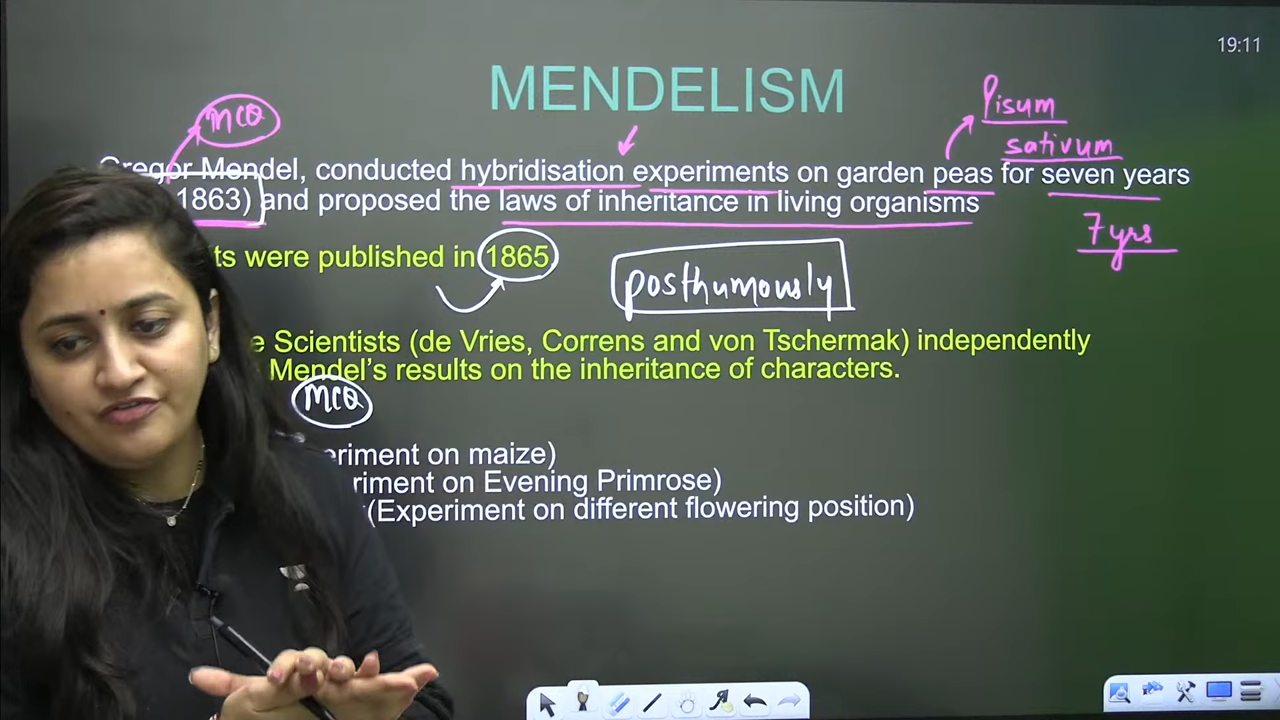 19:11
MENDELISM
MCQ
Pisum
sativum
Gregor Mendel, conducted hybridisation experiments on garden peas for seven years
1863) and proposed the laws of inheritance in living organisms
7 yrs
ts were published in 1865
posthumously
e Scientists (de Vries, Correns and von Tschermak) independently
Mendel's results on the inheritance of characters.
MCQ
eriment on maize)
riment on Evening Primrose)
(Experiment on different flowering position)